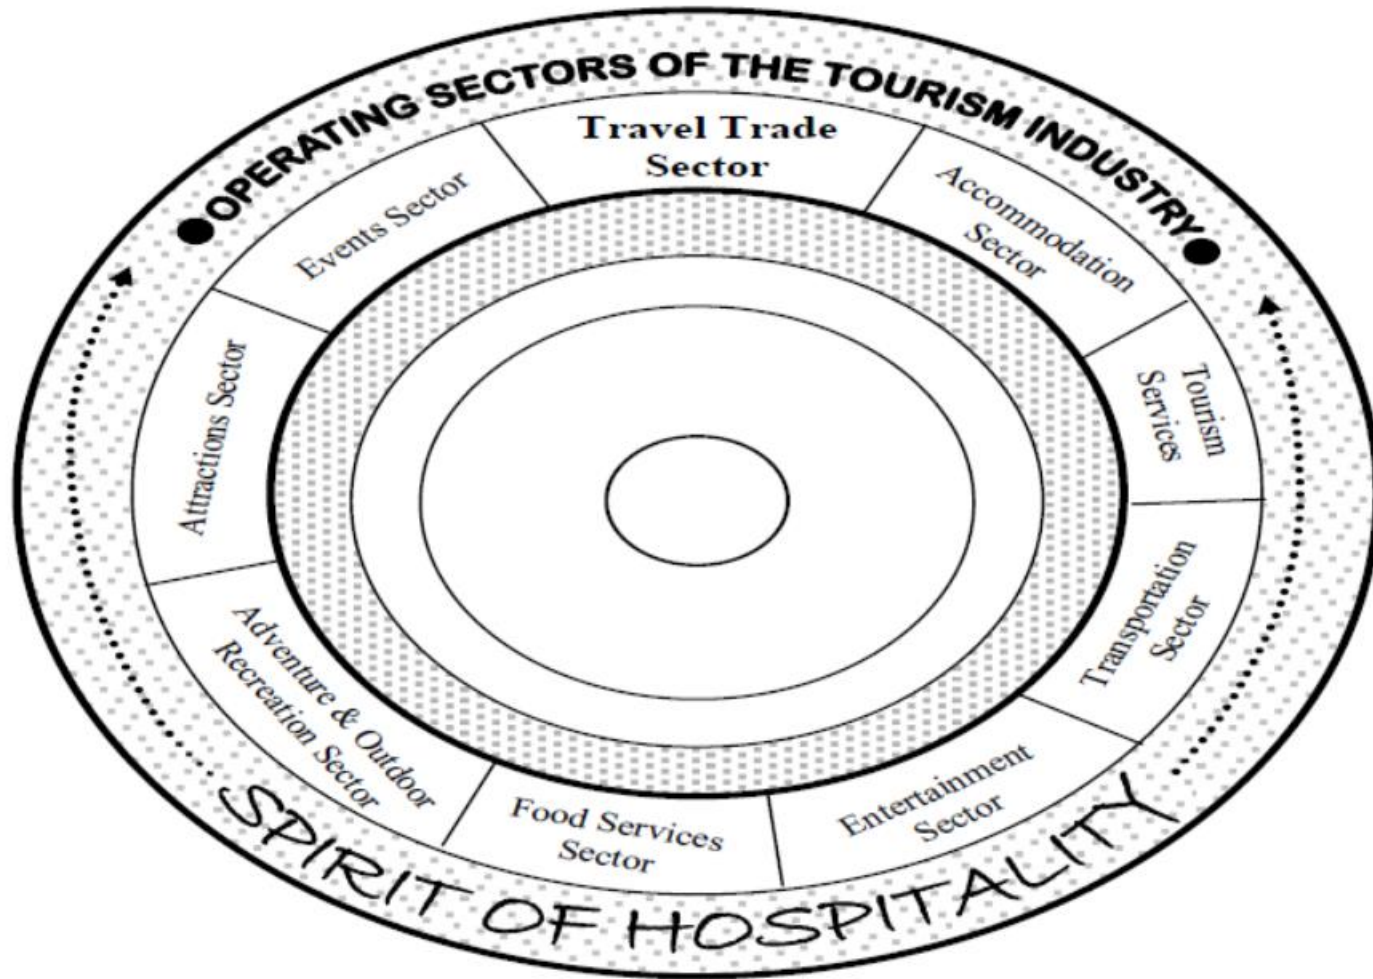 OPERATING SECTORS OF THE TOURISM INDUSTRY
Travel Trade
Sector
Accommodation
Sector
Tourism
Services
Transportation
Sector
Entertainment
Sector
Food Services
Sector
Adventure & Outdoor
Recreation Sector
Attractions Sector
Events Sector
SPIRIT OF HOSPITALITY